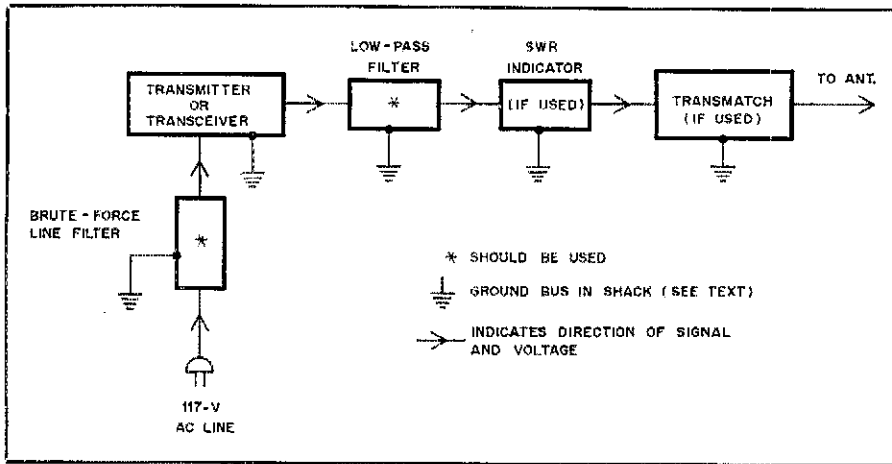 LOW-PASS
FILTER
SWR
INDICATOR
TO ANT.
TRANSMITTER
OR
TRANSCEIVER
*
(IF USED)
TRANSMATCH
(IF USED)
BRUTE-FORCE
LINE FILTER
*
* SHOULD BE USED
GROUND BUS IN SHACK (SEE TEXT)
INDICATES DIRECTION OF SIGNAL
AND VOLTAGE
117-V
AC LINE